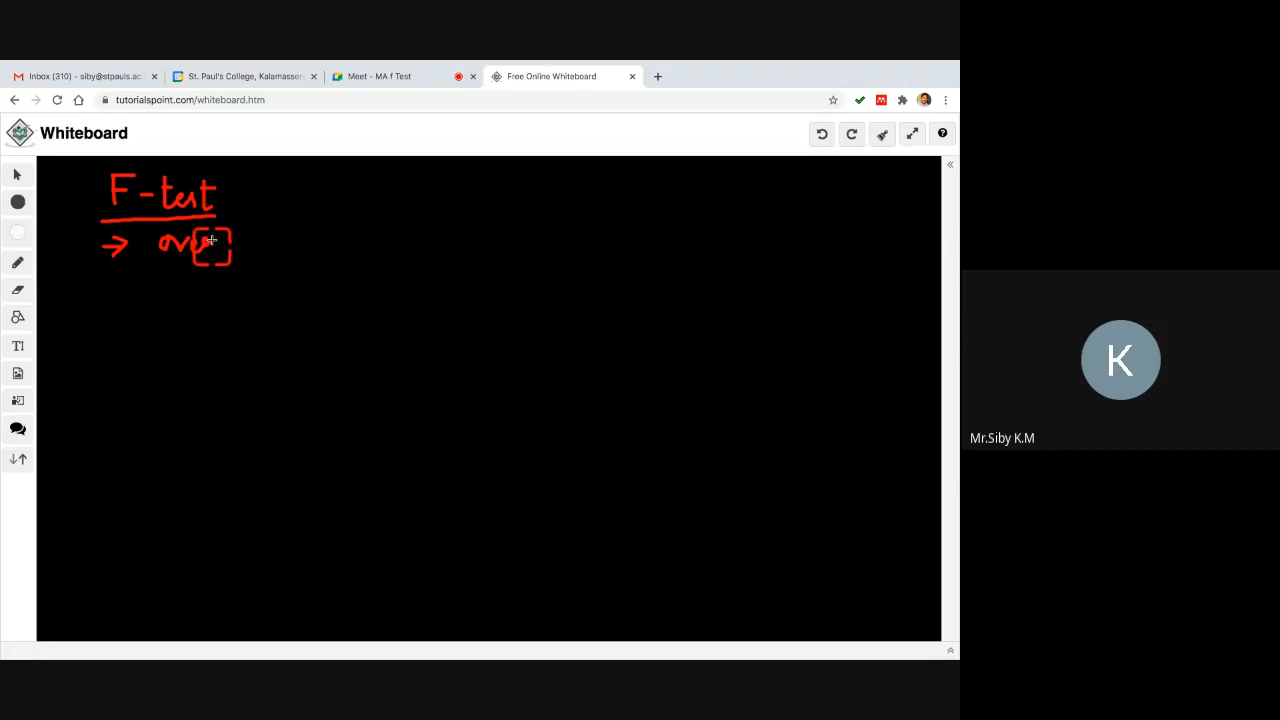 Inbox (310) - siby@stpauls.ac.
St. Paul's College, Kalamasser
Meet - MA f Test
Free Online Whiteboard
tutorialspoint.com/whiteboard.htm
Whiteboard
F-test
→ ove
K
Mr.Siby K.M